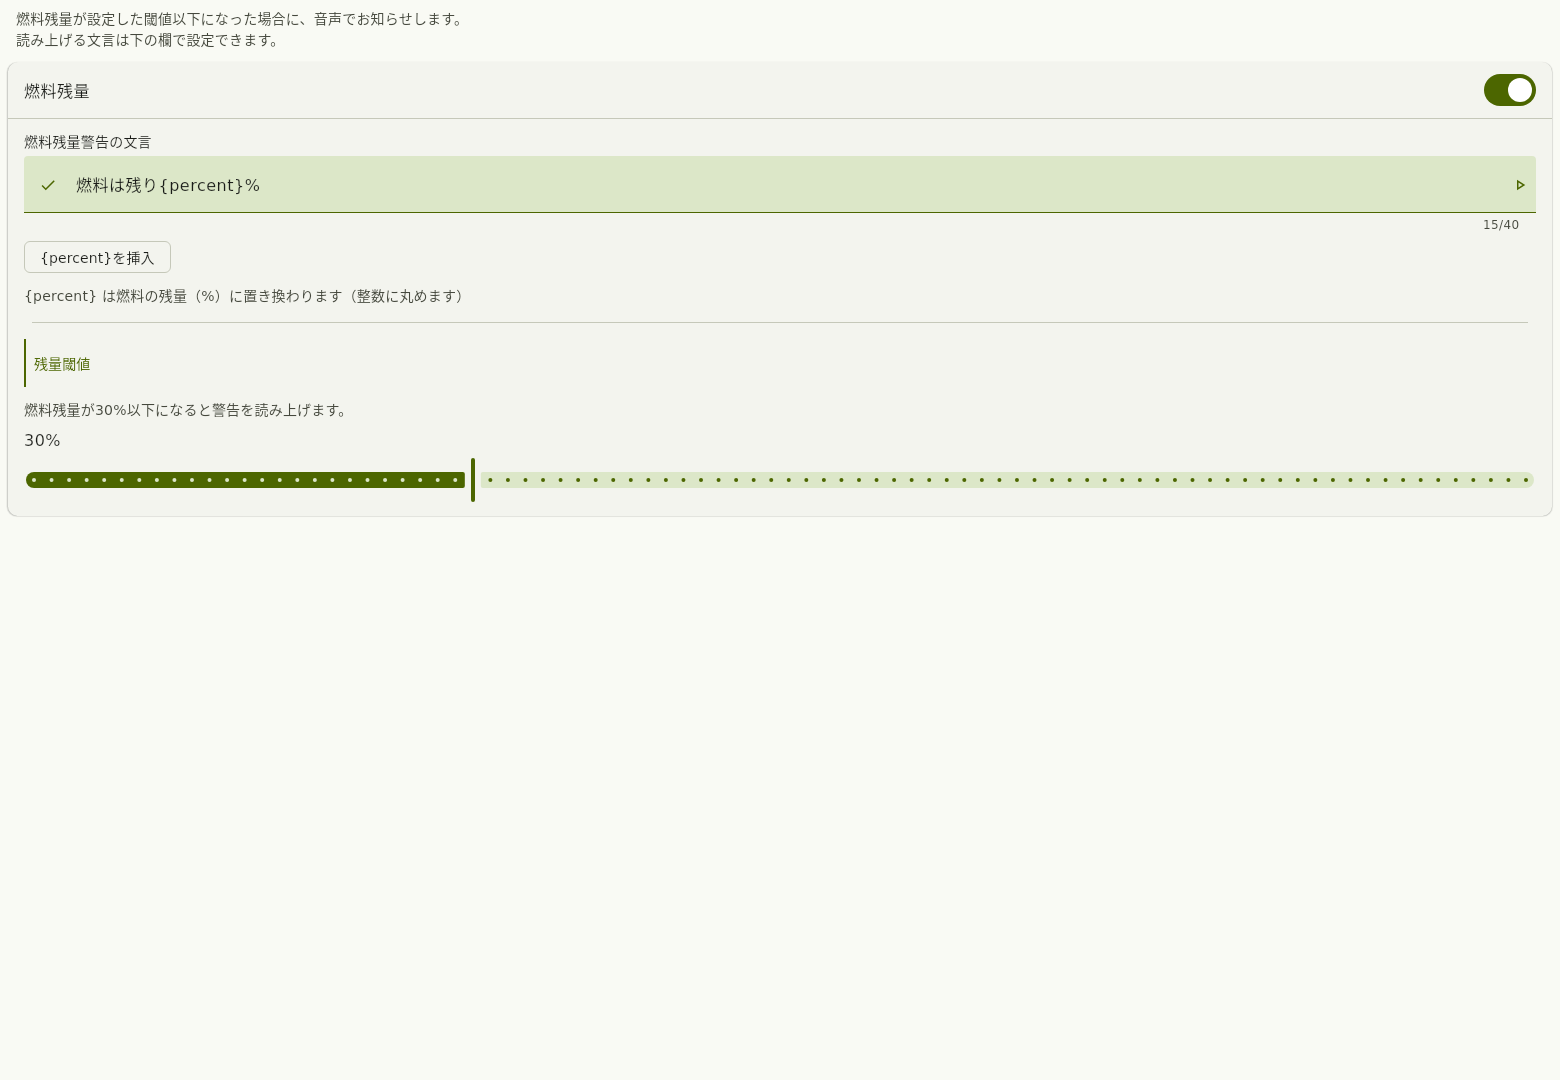 燃料残量が設定した閾値以下になった場合に、音声でお知らせします。
読み上げる文言は下の欄で設定できます。
燃料残量
燃料残量警告の文言
燃料は残り{percent}%
15/40
{percent}を挿入
{percent} は燃料の残量（%）に置き換わります（整数に丸めます）
残量閾値
燃料残量が30%以下になると警告を読み上げます。
30%